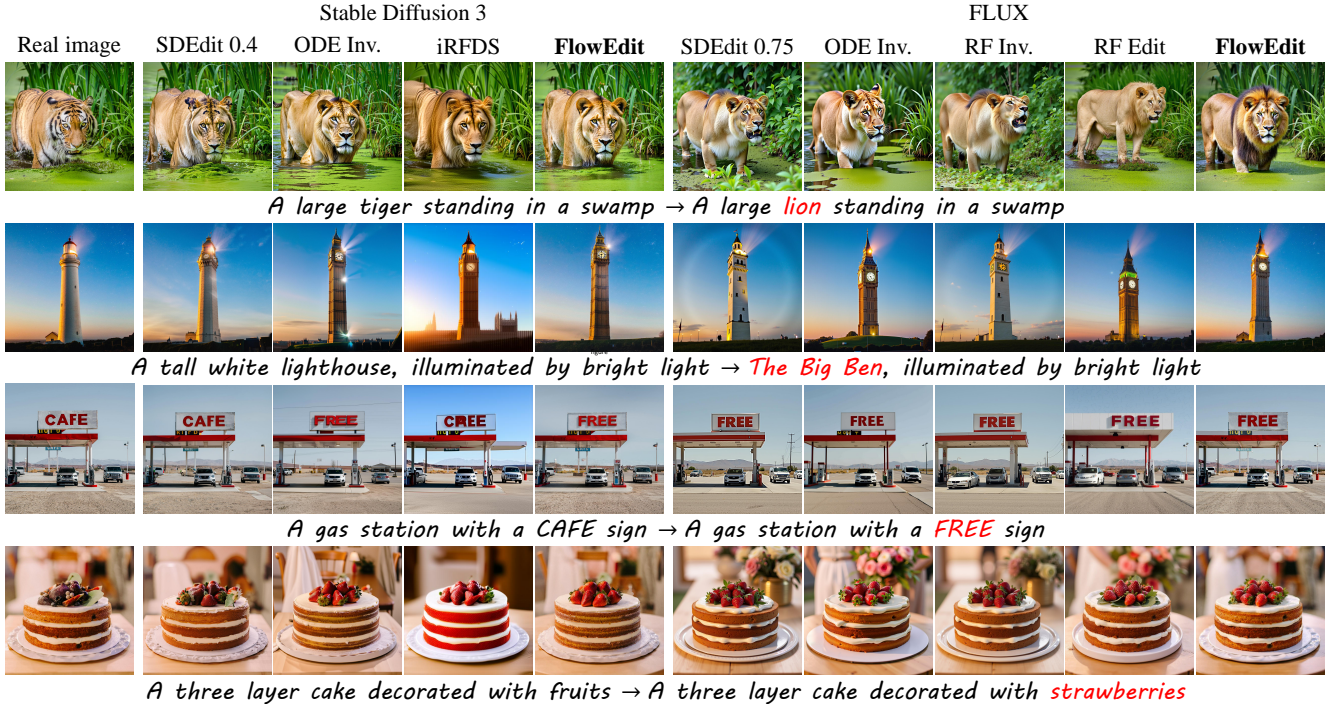 Stable Diffusion 3 FLUX
Real image SDEdit 0.4 ODE Inv. iRFDS FlowEdit SDEdit 0.75 ODE Inv. RF Inv. RF Edit FlowEdit
A large tiger standing in a swamp → A large lion standing in a swamp
A tall white lighthouse, illuminated by bright light → The Big Ben, illuminated by bright light
CAFE CAFE FREE CREE FREE FREE FREE FREE FREE FREE
A gas station with a CAFE sign → A gas station with a FREE sign
A three layer cake decorated with fruits → A three layer cake decorated with strawberries